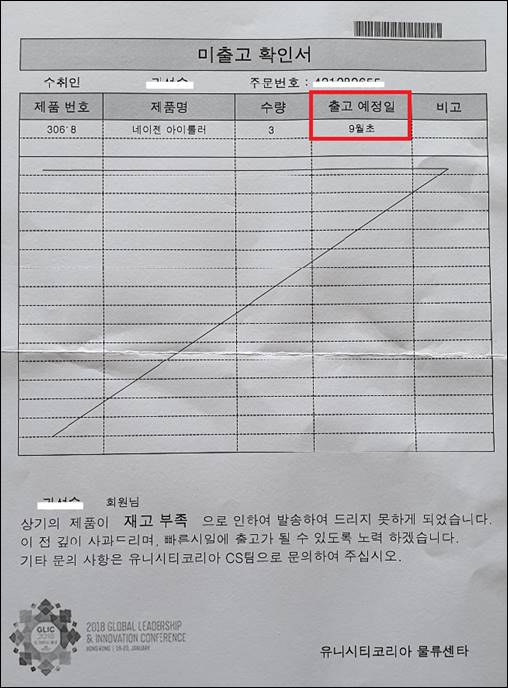 미출고 확인서
수취인 주문번호 :
제품 번호 제품명 수량 출고 예정일 비고
네이젠 아이롤러 3 9월초
회원님
상기의 제품이 재고 부족 으로 인하여 발송하여 드리지 못하게 되었습니다.
이 전 깊이 사과드리며, 빠른시일에 출고가 될 수 있도록 노력 하겠습니다.
기타 문의 사항은 유니시티코리아 CS팀으로 문의하여 주십시오.
GLIC
2018
2018 GLOBAL LEADERSHIP
& INNOVATION CONFERENCE
HONG KONG | 19-20, JANUARY
유니시티코리아 물류센타